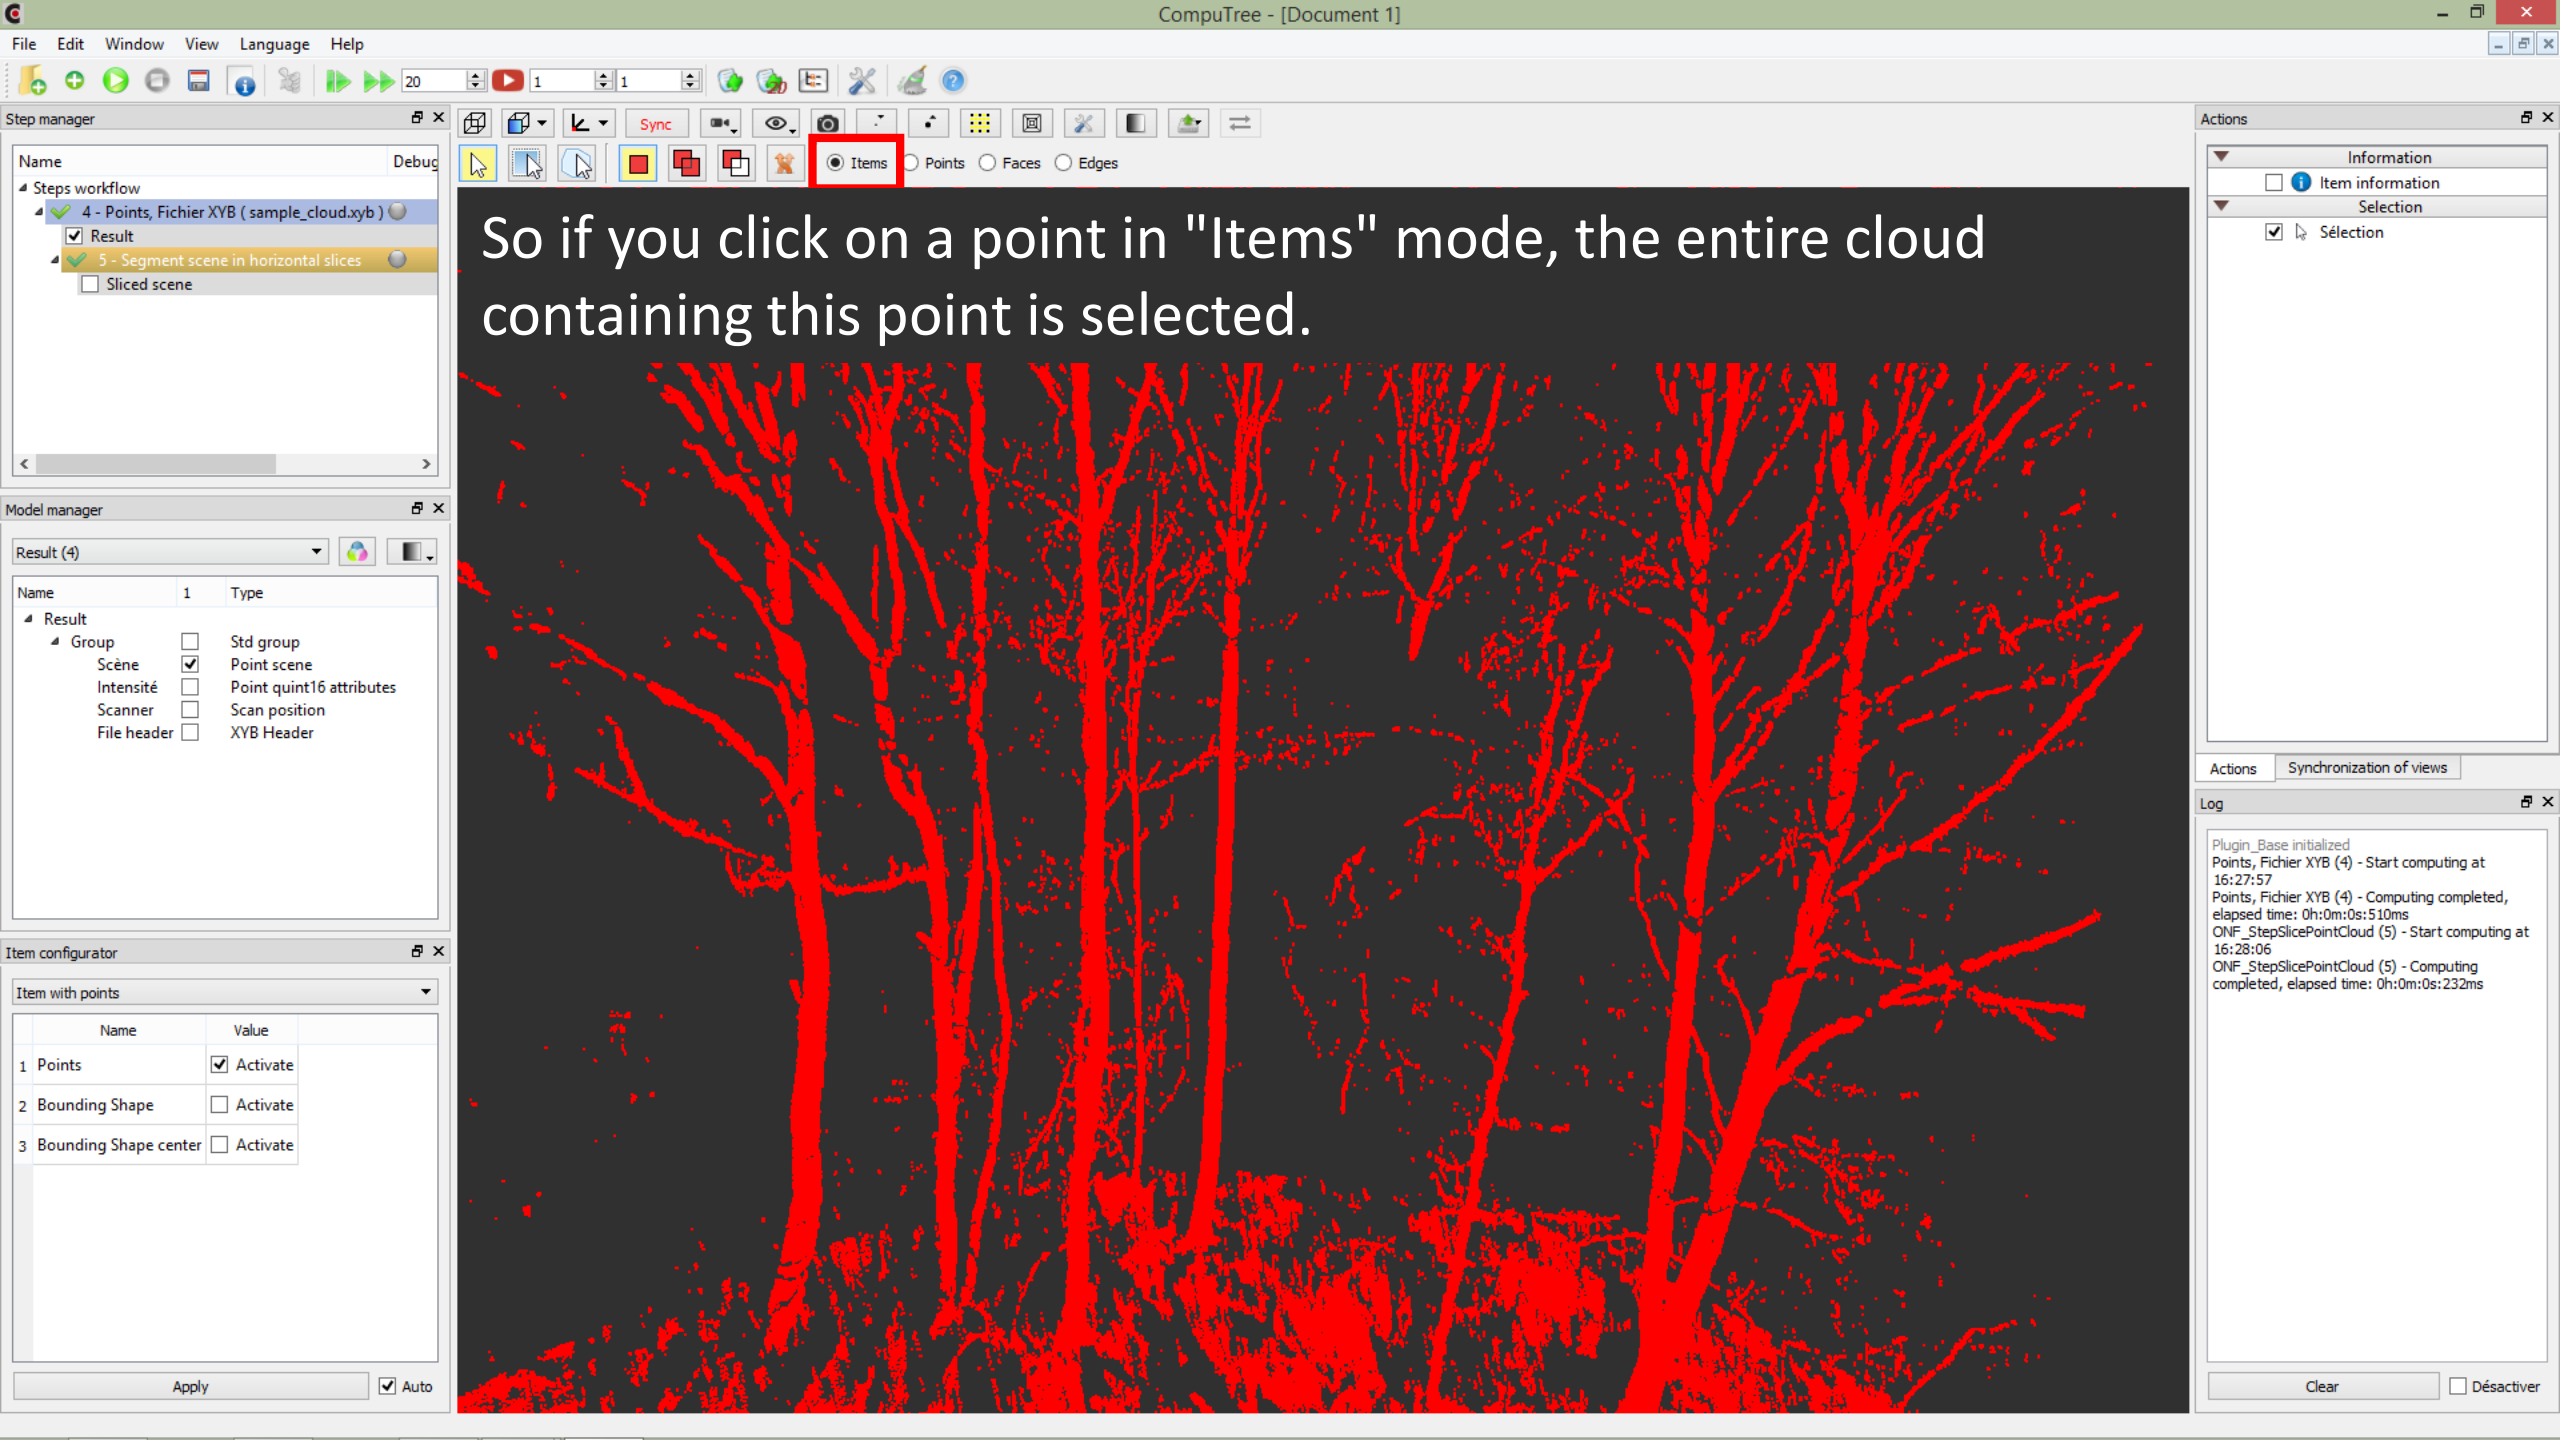 CompuTree - [Document 1]
File Edit Window View Language Help
20 1 1
Step manager
Name Debug
Steps workflow
4 - Points, Fichier XYB ( sample_cloud.xyb )
Result
5 - Segment scene in horizontal slices
Sliced scene
Model manager
Result (4)
Name 1 Type
Result
Group Std group
Scène Point scene
Intensité Point quint16 attributes
Scanner Scan position
File header XYB Header
Item configurator
Item with points
Name Value
1 Points Activate
2 Bounding Shape Activate
3 Bounding Shape center Activate
Apply Auto
Sync
Items Points Faces Edges
So if you click on a point in "Items" mode, the entire cloud
containing this point is selected.
Actions
Information
Item information
Selection
Sélection
Actions Synchronization of views
Log
Plugin_Base initialized
Points, Fichier XYB (4) - Start computing at
16:27:57
Points, Fichier XYB (4) - Computing completed,
elapsed time: 0h:0m:0s:510ms
ONF_StepSlicePointCloud (5) - Start computing at
16:28:06
ONF_StepSlicePointCloud (5) - Computing
completed, elapsed time: 0h:0m:0s:232ms
Clear Désactiver